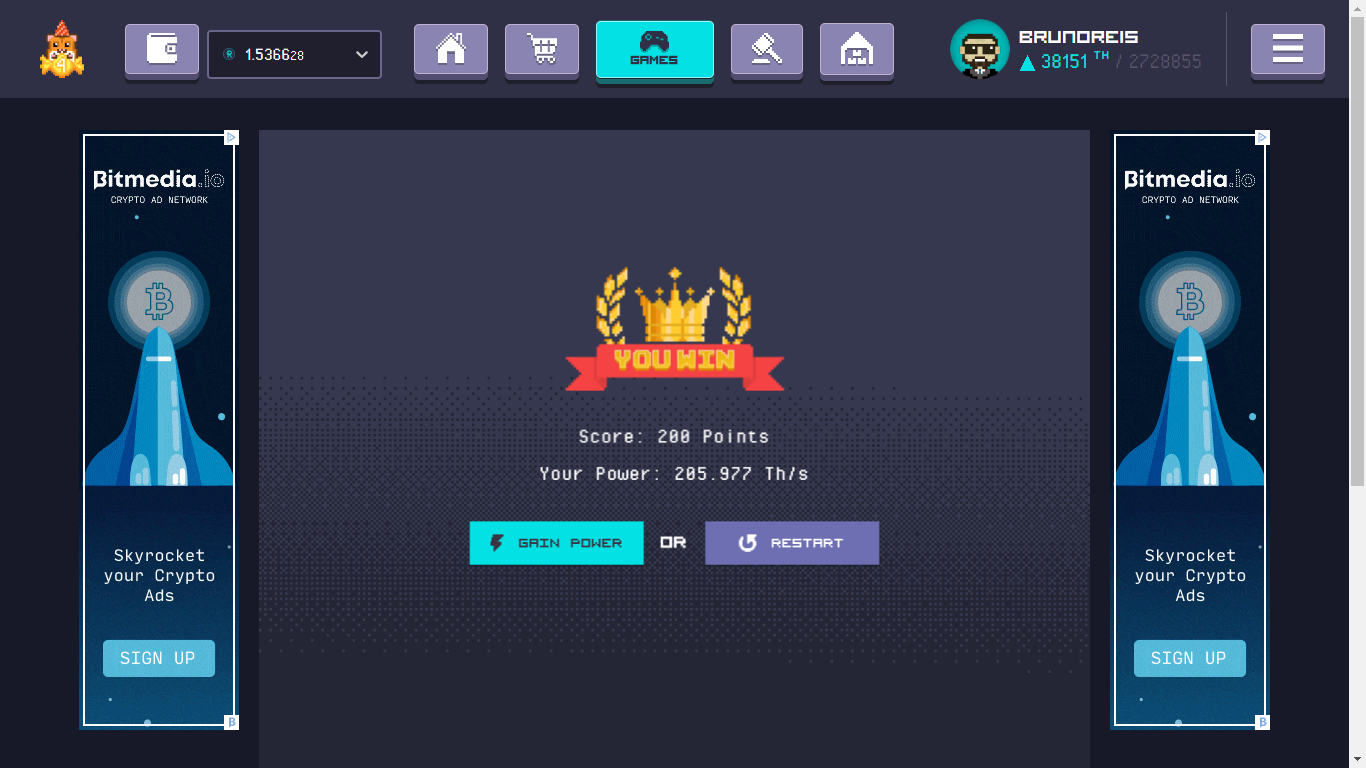 1.536628
GAMES
BRUNOREIS
38151 TH / 2728855
Bitmedia.io
CRYPTO AD NETWORK
Skyrocket
your Crypto
Ads
SIGN UP
YOU WIN
Score: 200 Points
Your Power: 205.977 Th/s
GAIN POWER
OR
RESTART
Bitmedia.io
CRYPTO AD NETWORK
Skyrocket
your Crypto
Ads
SIGN UP